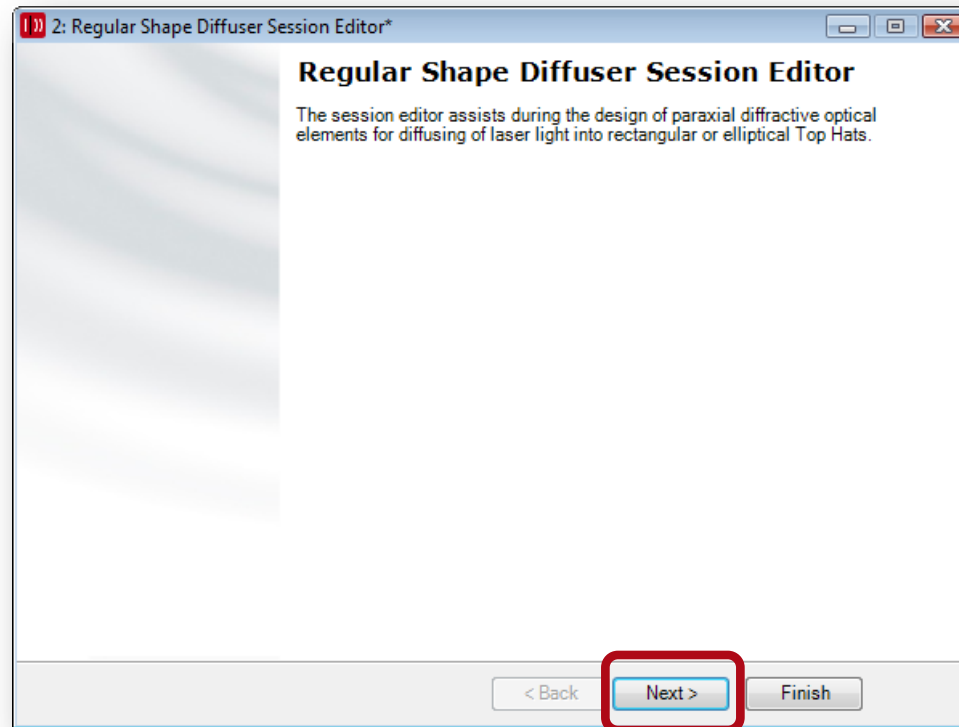 2: Regular Shape Diffuser Session Editor*
Regular Shape Diffuser Session Editor
The session editor assists during the design of paraxial diffractive optical
elements for diffusing of laser light into rectangular or elliptical Top Hats.
< Back Next > Finish